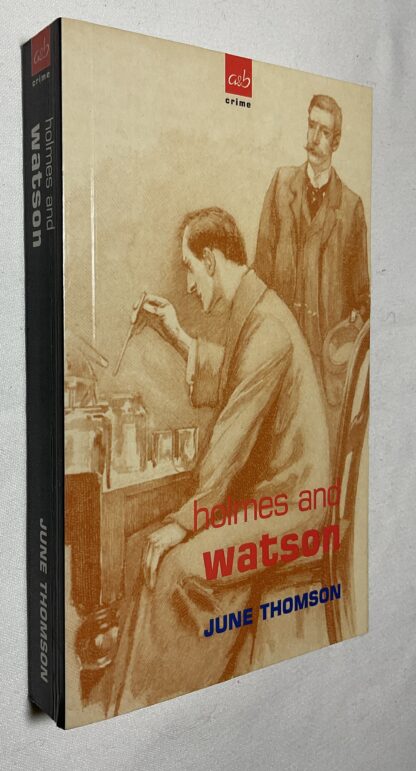 a&b
crime
holmes and
watson
JUNE THOMSON
a&b
crime
holmes and
watson
JUNE THOMSON